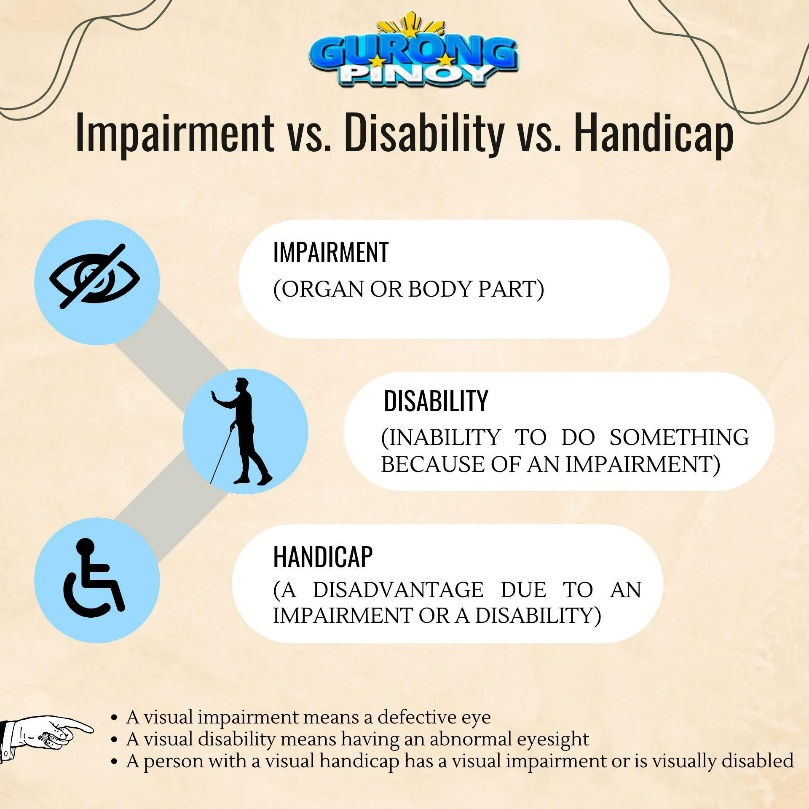 GURONG
PINOY
Impairment vs. Disability vs. Handicap
IMPAIRMENT
(ORGAN OR BODY PART)
DISABILITY
(INABILITY TO DO SOMETHING
BECAUSE OF AN IMPAIRMENT)
HANDICAP
(A DISADVANTAGE DUE TO AN
IMPAIRMENT OR A DISABILITY)
• A visual impairment means a defective eye
• A visual disability means having an abnormal eyesight
• A person with a visual handicap has a visual impairment or is visually disabled